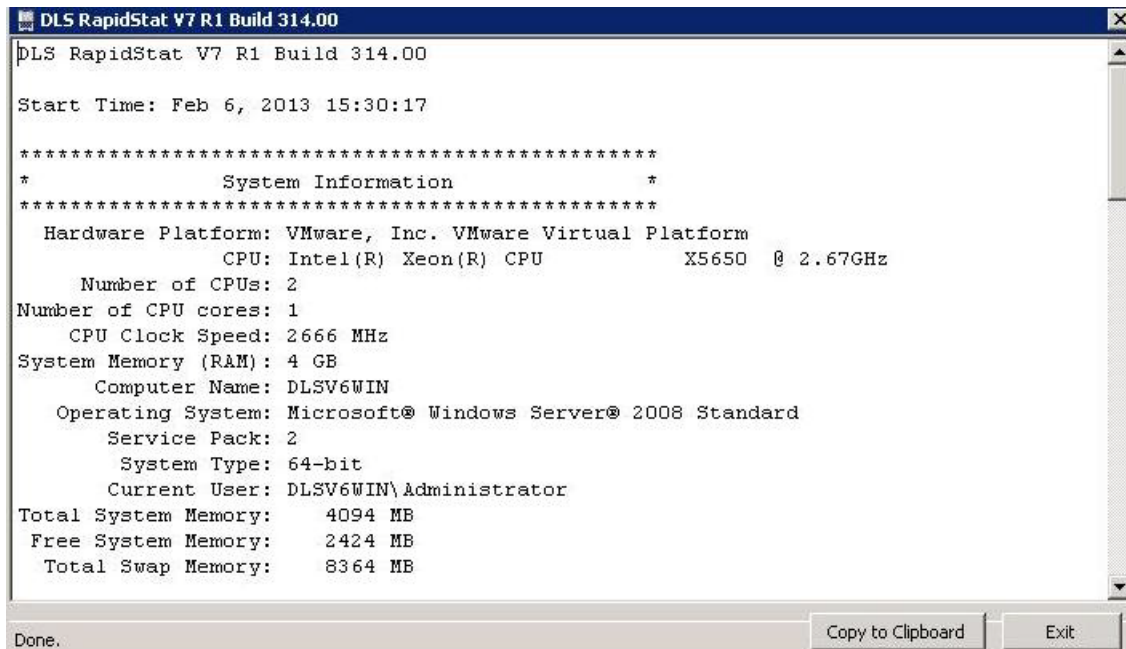 DLS RapidStat V7 R1 Build 314.00
DLS RapidStat V7 R1 Build 314.00
Start Time: Feb 6, 2013 15:30:17
**************************************************
* System Information *
**************************************************
Hardware Platform: VMware, Inc. VMware Virtual Platform
CPU: Intel(R) Xeon(R) CPU X5650 @ 2.67GHz
Number of CPUs: 2
Number of CPU cores: 1
CPU Clock Speed: 2666 MHz
System Memory (RAM): 4 GB
Computer Name: DLSV6WIN
Operating System: Microsoft® Windows Server® 2008 Standard
Service Pack: 2
System Type: 64-bit
Current User: DLSV6WIN\Administrator
Total System Memory: 4094 MB
Free System Memory: 2424 MB
Total Swap Memory: 8364 MB
Done.
Copy to Clipboard
Exit